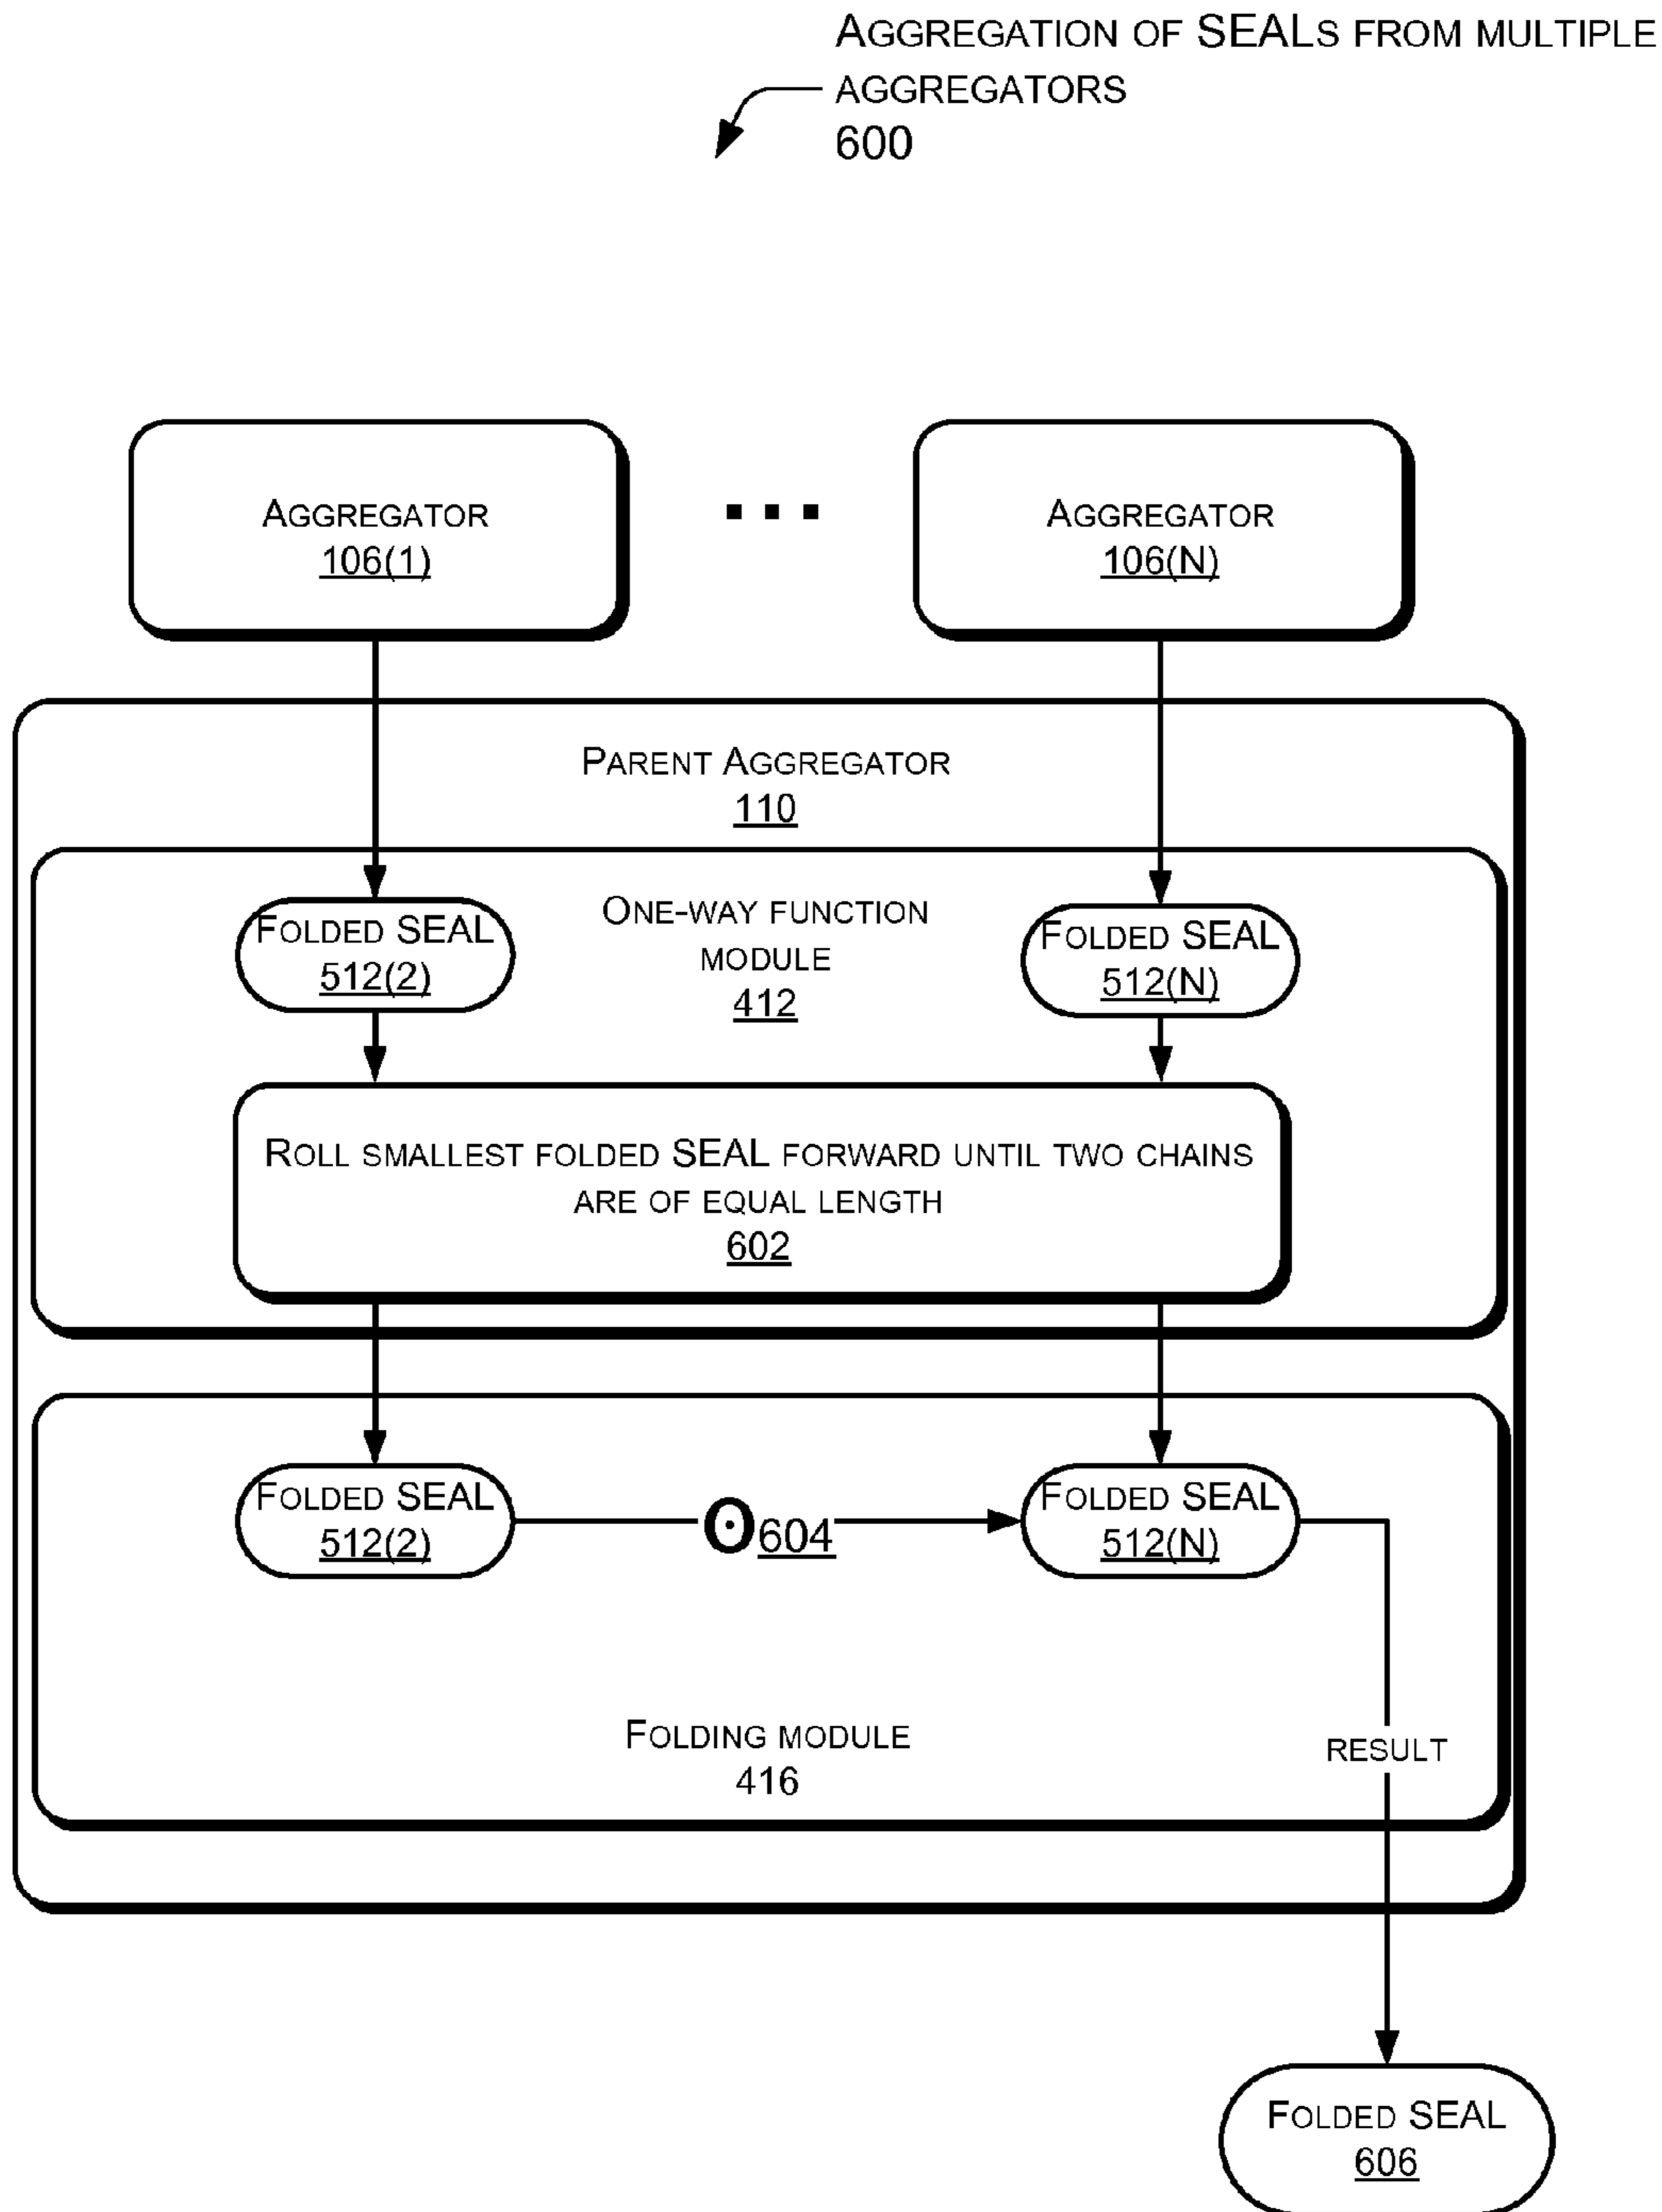 AGGREGATION OF SEALS FROM MULTIPLE
AGGREGATORS
600
AGGREGATOR
106(1)
AGGREGATOR
106(N)
PARENT AGGREGATOR
110
FOLDED SEAL
512(2)
ONE-WAY FUNCTION
MODULE
412
FOLDED SEAL
512(N)
ROLL SMALLEST FOLDED SEAL FORWARD UNTIL TWO CHAINS
ARE OF EQUAL LENGTH
602
FOLDED SEAL
512(2)
604
FOLDED SEAL
512(N)
FOLDING MODULE
416
RESULT
FOLDED SEAL
606